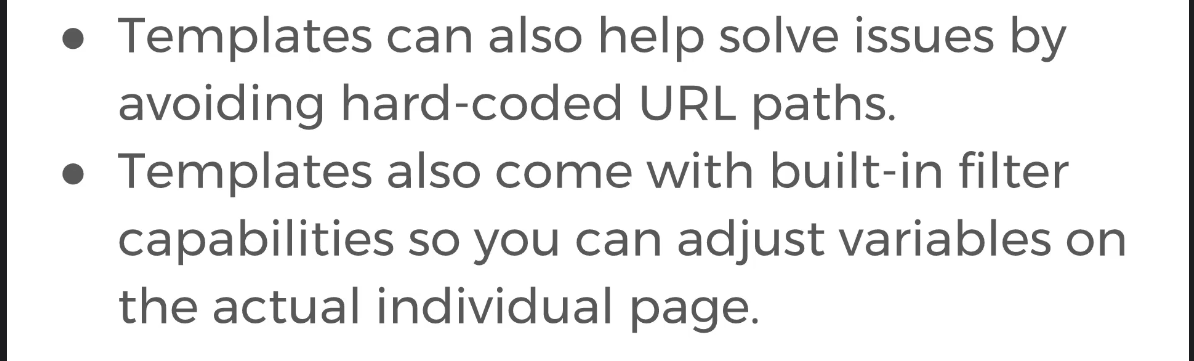 ● Templates can also help solve issues by
avoiding hard-coded URL paths.
● Templates also come with built-in filter
capabilities so you can adjust variables on
the actual individual page.